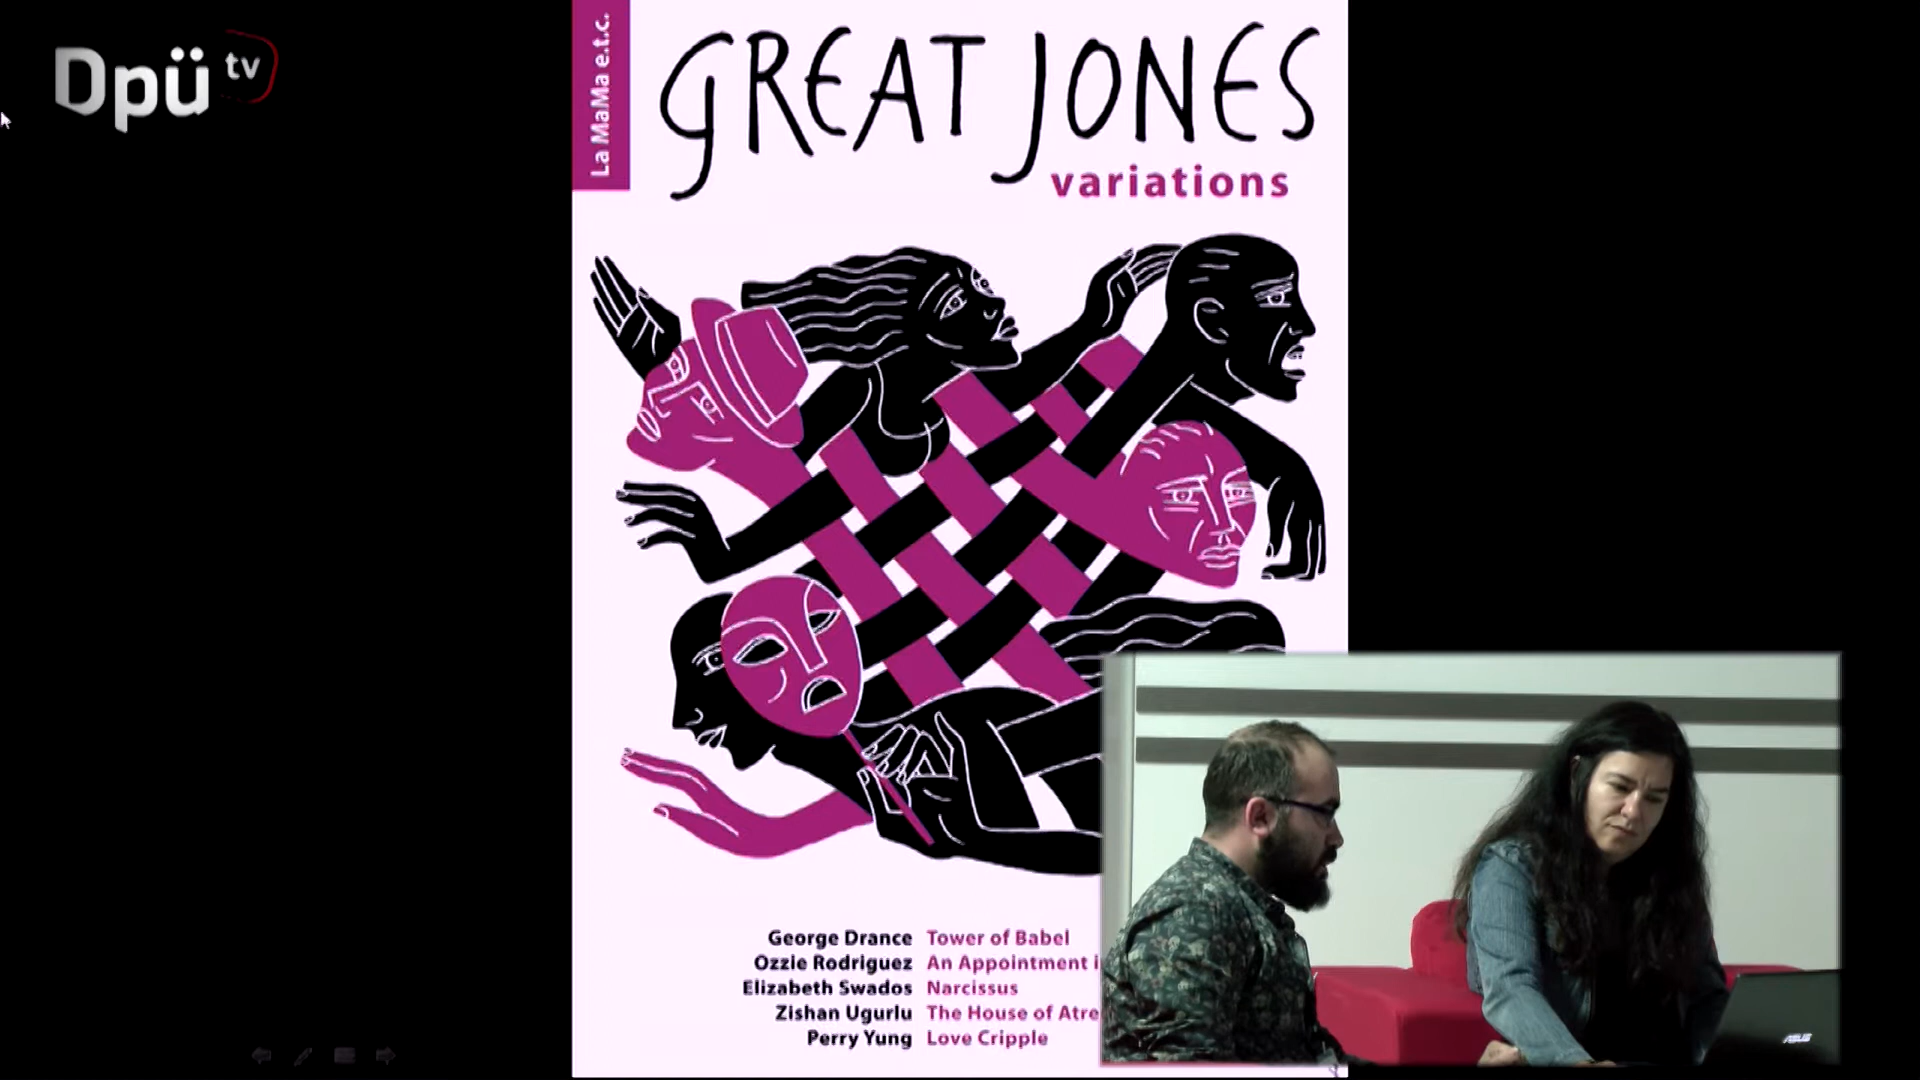 Dpü tv
La MaMa e.t.c.
GREAT JONES
variations
George Drance Tower of Babel
Ozzie Rodriguez An Appointment
Elizabeth Swados Narcissus
Zishan Ugurlu The House of
Perry Yung Love Cripple
ASUS